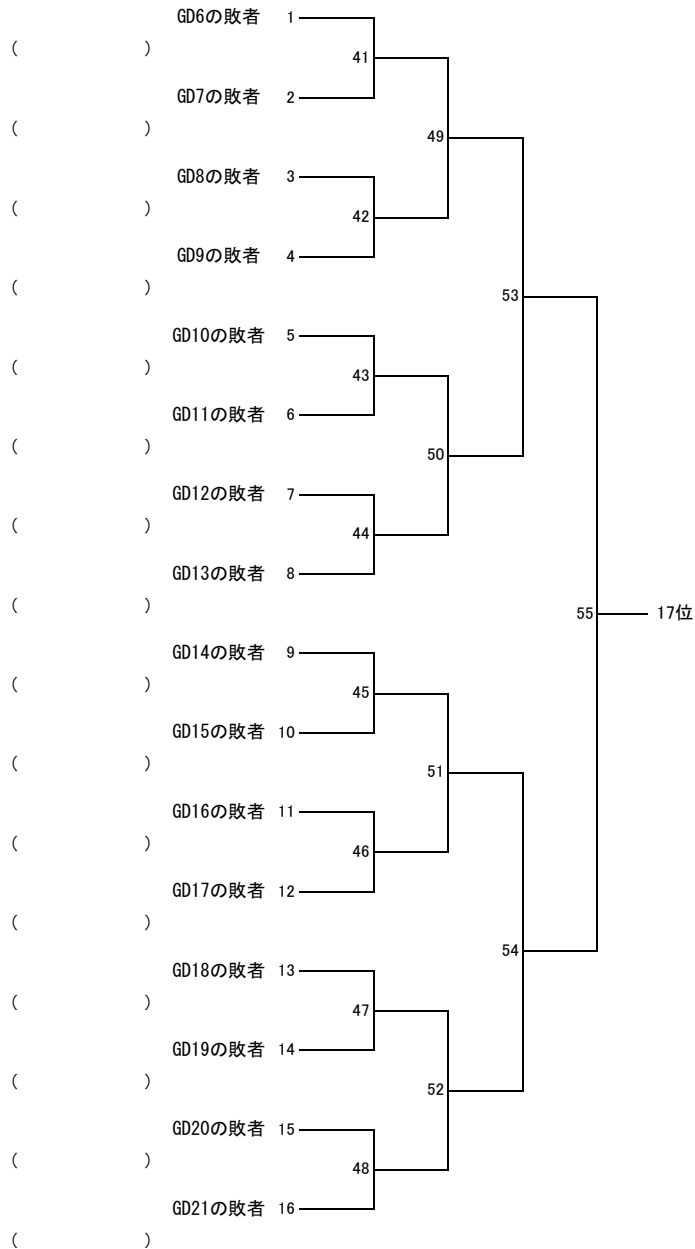 GD6の敗者 1
( )
41
GD7の敗者 2
( )
49
GD8の敗者 3
( )
42
GD9の敗者 4
( )
53
GD10の敗者 5
( )
43
GD11の敗者 6
( )
50
GD12の敗者 7
( )
44
GD13の敗者 8
( )
55 17位
GD14の敗者 9
( )
45
GD15の敗者 10
( )
51
GD16の敗者 11
( )
46
GD17の敗者 12
( )
54
GD18の敗者 13
( )
47
GD19の敗者 14
( )
52
GD20の敗者 15
( )
48
GD21の敗者 16
( )